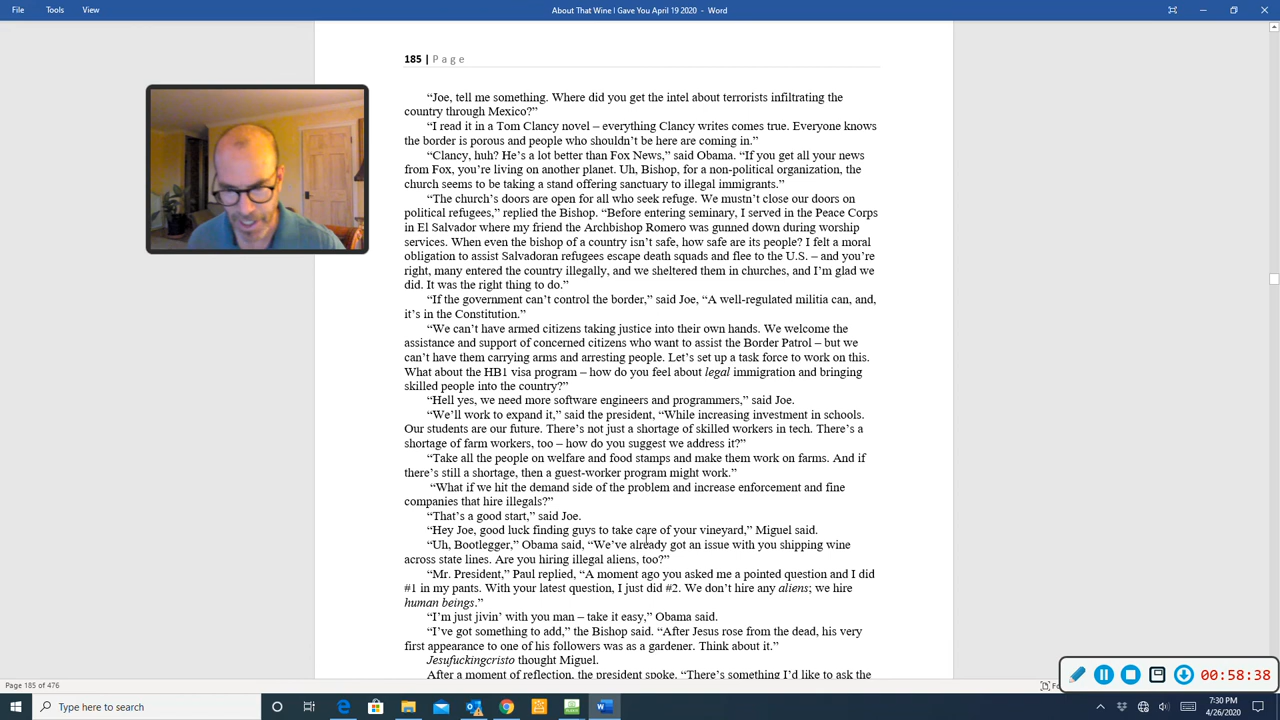 File Tools View About That Wine I Gave You April 19 2020 - Word
185 | Page
“Joe, tell me something. Where did you get the intel about terrorists infiltrating the
country through Mexico?”
“I read it in a Tom Clancy novel – everything Clancy writes comes true. Everyone knows
the border is porous and people who shouldn’t be here are coming in.”
“Clancy, huh? He’s a lot better than Fox News,” said Obama. “If you get all your news
from Fox, you’re living on another planet. Uh, Bishop, for a non-political organization, the
church seems to be taking a stand offering sanctuary to illegal immigrants.”
“The church’s doors are open for all who seek refuge. We mustn’t close our doors on
political refugees,” replied the Bishop. “Before entering seminary, I served in the Peace Corps
in El Salvador where my friend the Archbishop Romero was gunned down during worship
services. When even the bishop of a country isn’t safe, how safe are its people? I felt a moral
obligation to assist Salvadoran refugees escape death squads and flee to the U.S. – and you’re
right, many entered the country illegally, and we sheltered them in churches, and I’m glad we
did. It was the right thing to do.”
“If the government can’t control the border,” said Joe, “A well-regulated militia can, and,
it’s in the Constitution.”
“We can’t have armed citizens taking justice into their own hands. We welcome the
assistance and support of concerned citizens who want to assist the Border Patrol – but we
can’t have them carrying arms and arresting people. Let’s set up a task force to work on this.
What about the HB1 visa program – how do you feel about legal immigration and bringing
skilled people into the country?”
“Hell yes, we need more software engineers and programmers,” said Joe.
“We’ll work to expand it,” said the president, “While increasing investment in schools.
Our students are our future. There’s not just a shortage of skilled workers in tech. There’s a
shortage of farm workers, too – how do you suggest we address it?”
“Take all the people on welfare and food stamps and make them work on farms. And if
there’s still a shortage, then a guest-worker program might work.”
“What if we hit the demand side of the problem and increase enforcement and fine
companies that hire illegals?”
“That’s a good start,” said Joe.
“Hey Joe, good luck finding guys to take care of your vineyard,” Miguel said.
“Uh, Bootlegger,” Obama said, “We’ve already got an issue with you shipping wine
across state lines. Are you hiring illegal aliens, too?”
“Mr. President,” Paul replied, “A moment ago you asked me a pointed question and I did
#1 in my pants. With your latest question, I just did #2. We don’t hire any aliens; we hire
human beings.”
“I’m just jivin’ with you man – take it easy,” Obama said.
“I’ve got something to add,” the Bishop said. “After Jesus rose from the dead, his very
first appearance to one of his followers was as a gardener. Think about it.”
Jesufuckingcristo thought Miguel.
After a moment of reflection, the president spoke. “There’s something I’d like to ask the
Page 185 of 476
00:58:38
Type here to search
7:30 PM
4/26/2020